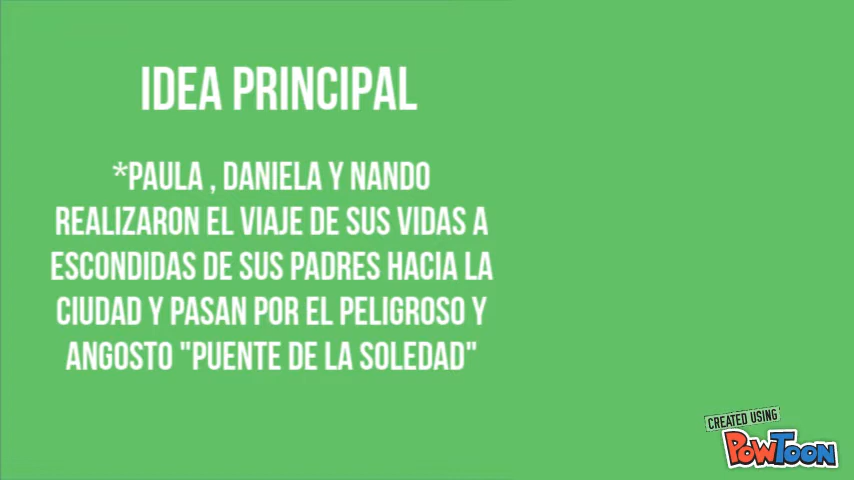 IDEA PRINCIPAL
*PAULA , DANIELA Y NANDO
REALIZARON EL VIAJE DE SUS VIDAS A
ESCONDIDAS DE SUS PADRES HACIA LA
CIUDAD Y PASAN POR EL PELIGROSO Y
ANGOSTO "PUENTE DE LA SOLEDAD"
CREATED USING
POWTOON